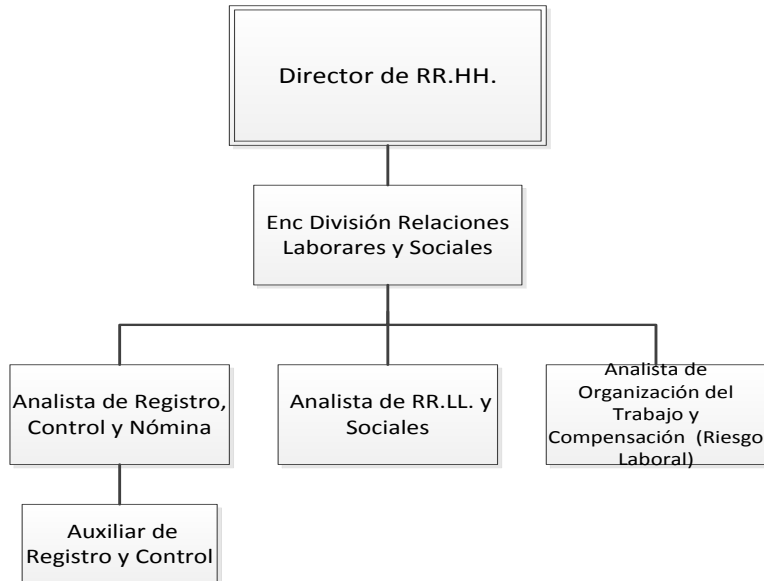 Director de RR.HH.
Enc División Relaciones
Laborares y Sociales
Analista de Registro,
Control y Nómina
Analista de RR.LL. y
Sociales
Analista de
Organización del
Trabajo y
Compensación (Riesgo
Laboral)
Auxiliar de
Registro y Control